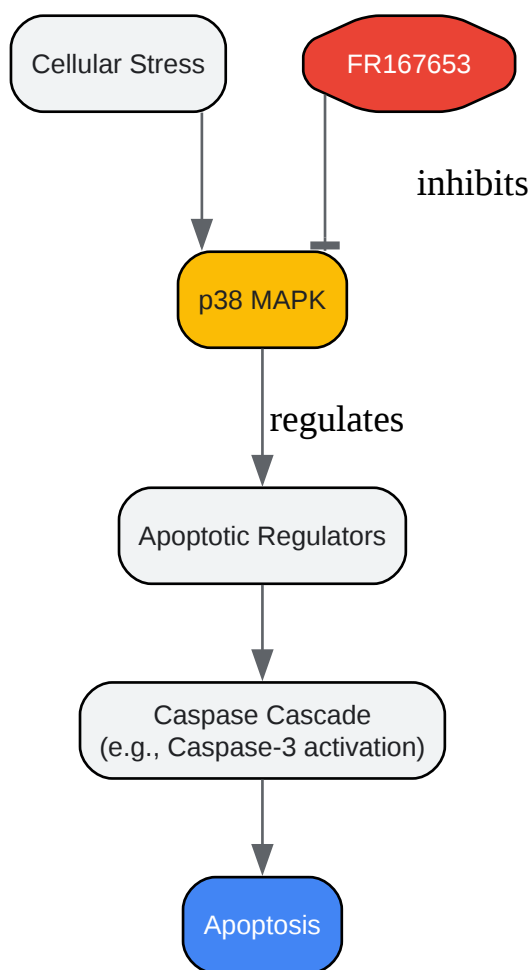 Cellular Stress
FR167653
inhibits
p38 MAPK
regulates
Apoptotic Regulators
Caspase Cascade
(e.g., Caspase-3 activation)
Apoptosis